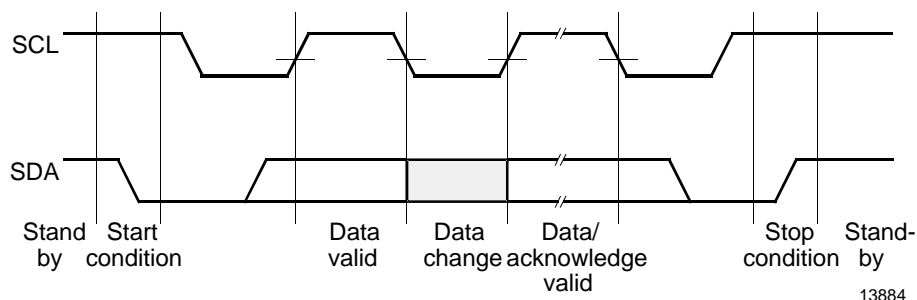 SCL
SDA
Stand
by
Start
condition
Data
valid
Data
change
Data/
acknowledge
valid
Stop
condition
Stand-
by
13884